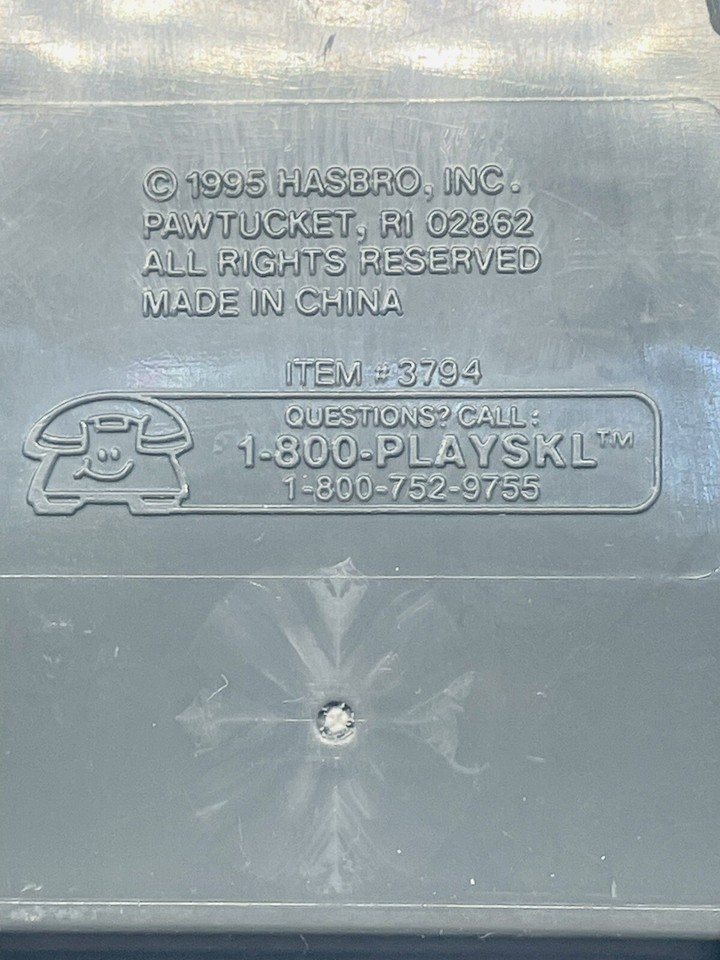 © 1995 HASBRO, INC.
PAWTUCKET, RI 02862
ALL RIGHTS RESERVED
MADE IN CHINA
ITEM #3794
QUESTIONS? CALL:
1-800-PLAYSKL™
1-800-752-9755